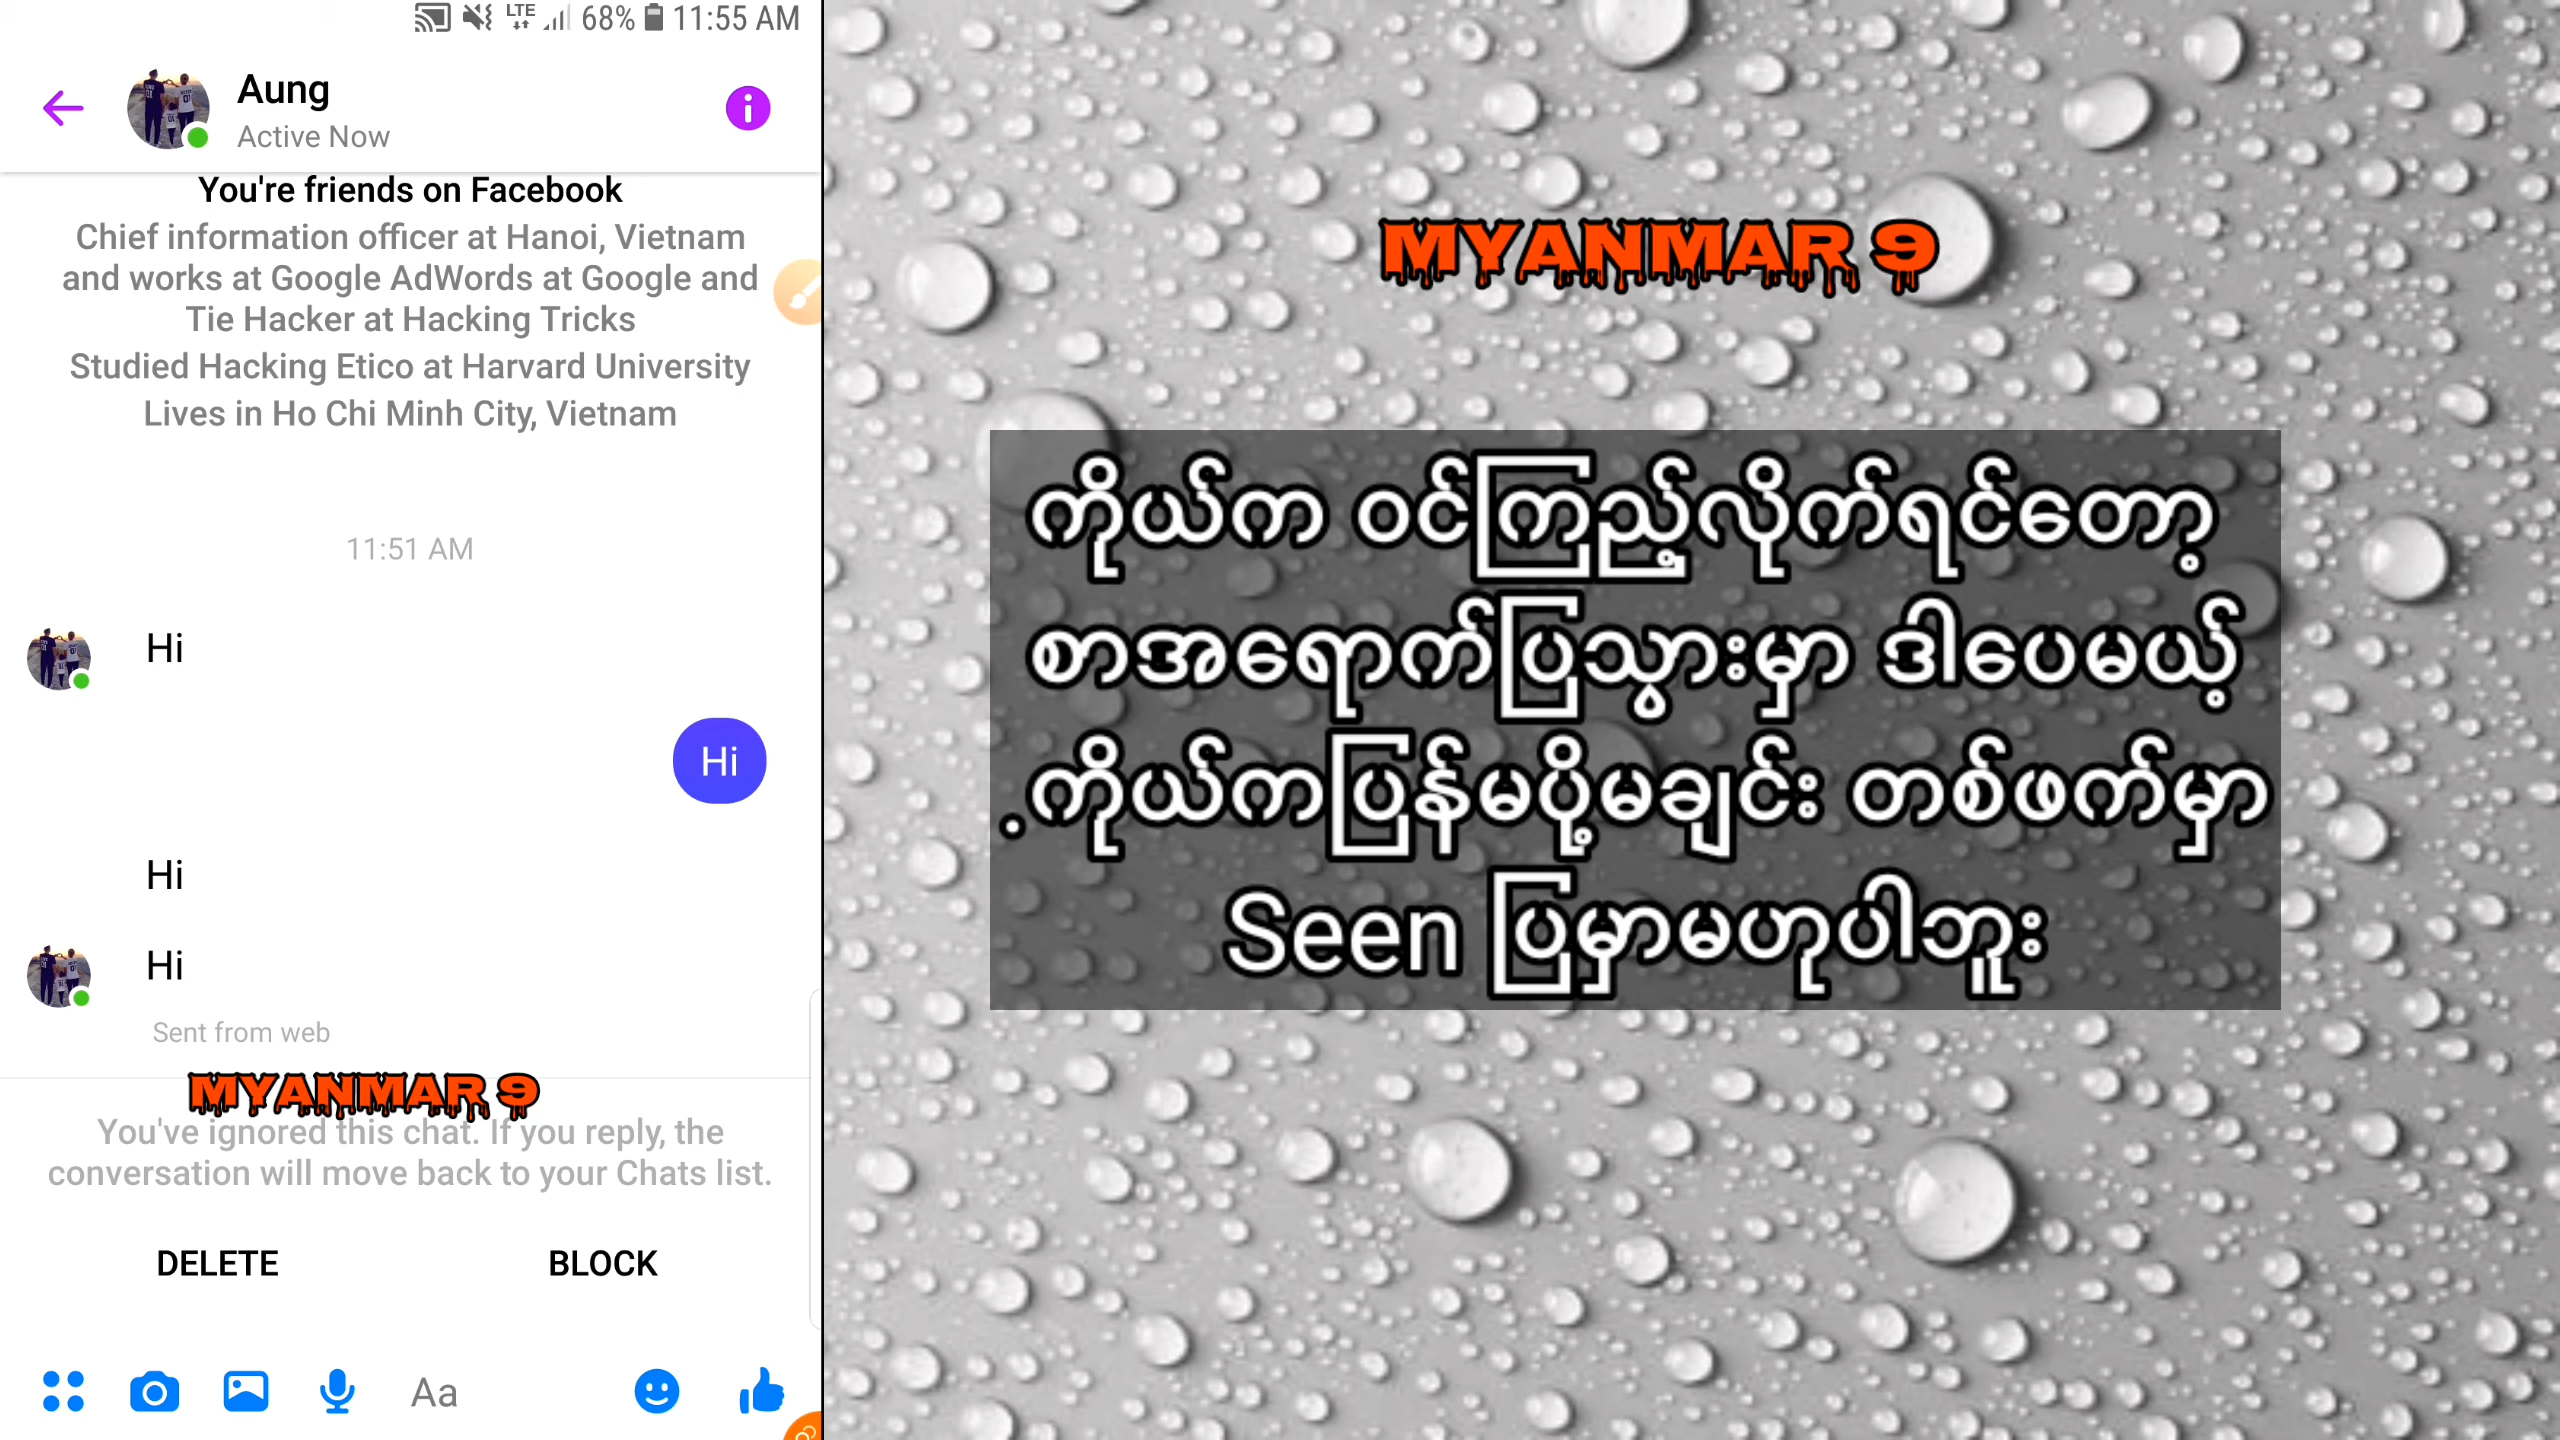 LTE 68% 11:55 AM
Aung
Active Now
You're friends on Facebook
Chief information officer at Hanoi, Vietnam
and works at Google AdWords at Google and
Tie Hacker at Hacking Tricks
Studied Hacking Etico at Harvard University
Lives in Ho Chi Minh City, Vietnam
11:51 AM
Hi
Hi
Hi
Hi
Sent from web
MYANMAR 9
You've ignored this chat. If you reply, the
conversation will move back to your Chats list.
DELETE BLOCK
Aa
MYANMAR 9
ကိုယ်က ဝင်ကြည့်လိုက်ရင်တော့
စာအရောက်ပြသွားမှာ ဒါပေမယ့်
့ကိုယ်ကပြန်မပို့မချင်း တစ်ဖက်မှာ
Seen ပြမှာမဟုပါဘူး